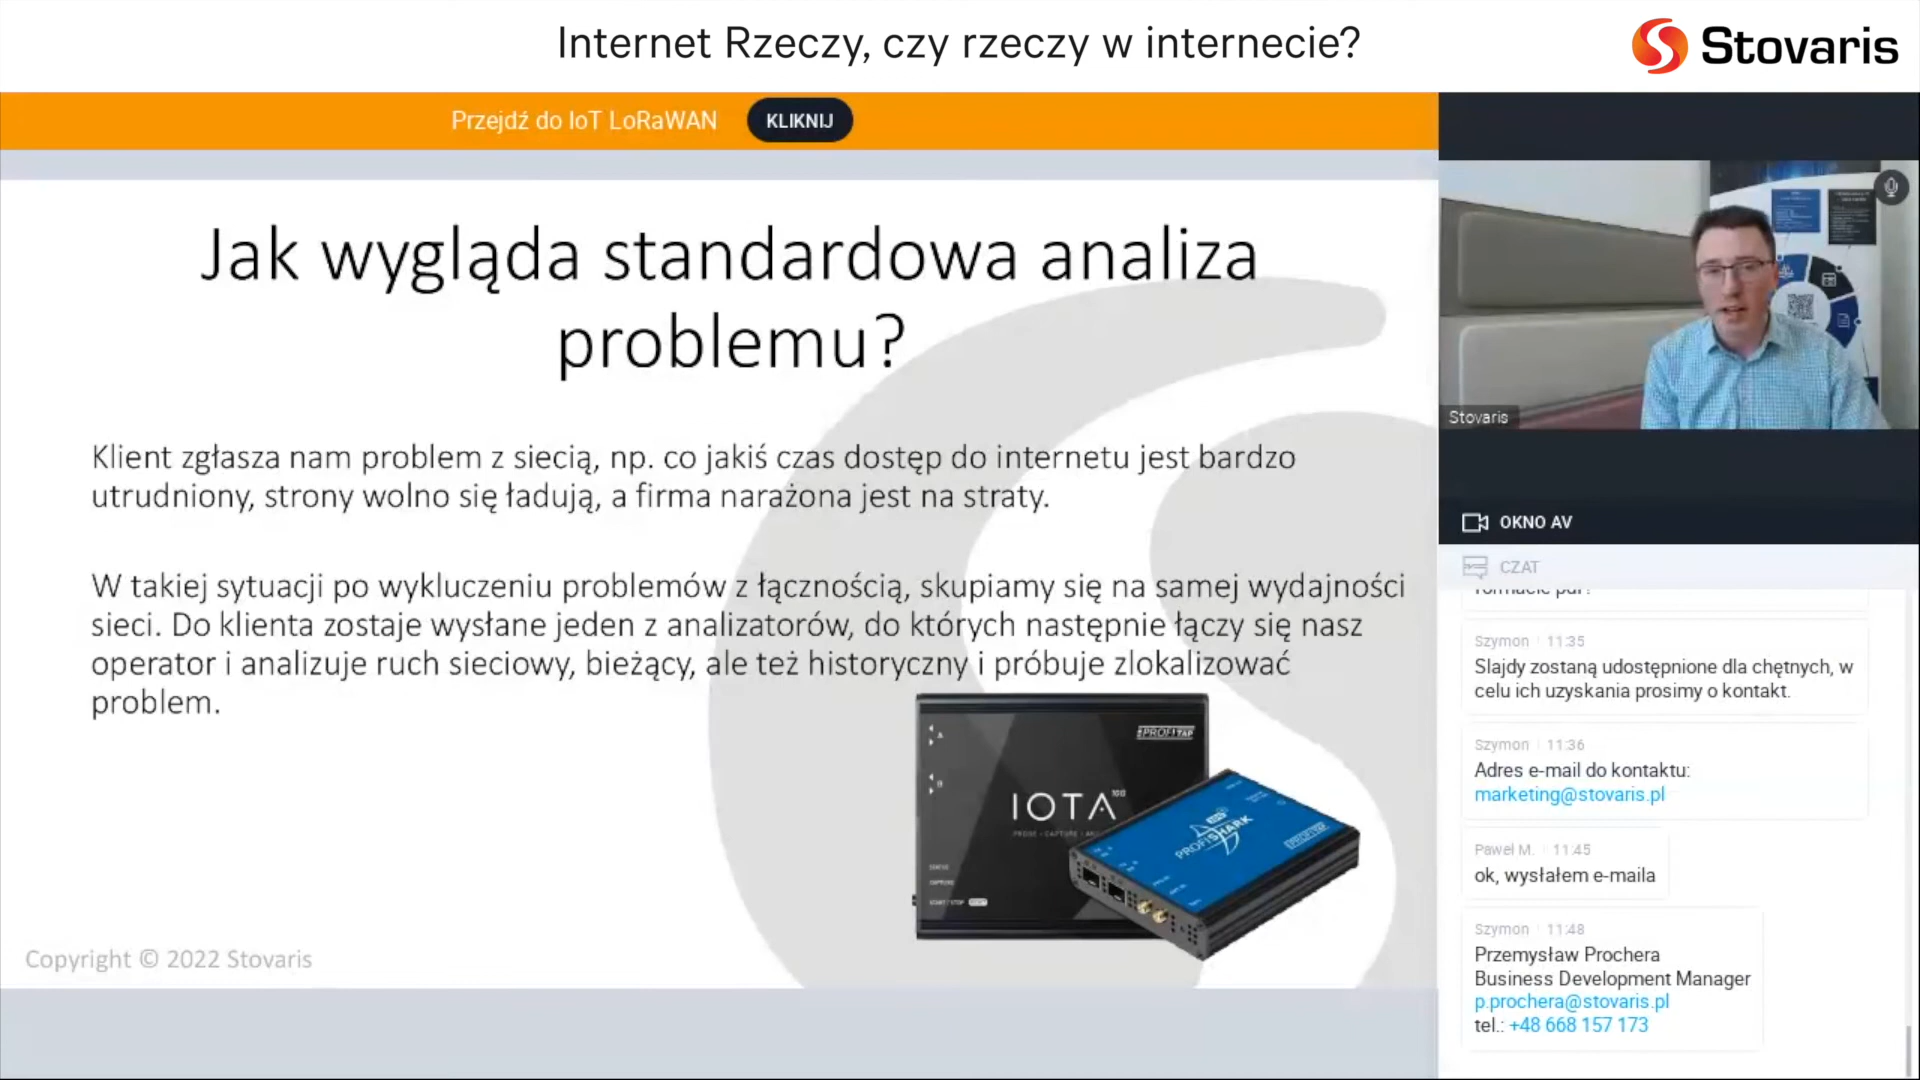 Internet Rzeczy, czy rzeczy w internecie?
Stovaris
Przejdź do IoT LoRaWAN
KLIKNIJ
Jak wygląda standardowa analiza
problemu?
Klient zgłasza nam problem z siecią, np. co jakiś czas dostęp do internetu jest bardzo
utrudniony, strony wolno się ładują, a firma narażona jest na straty.
W takiej sytuacji po wykluczeniu problemów z łącznością, skupiamy się na samej wydajności
sieci. Do klienta zostaje wysłane jeden z analizatorów, do których następnie łączy się nasz
operator i analizuje ruch sieciowy, bieżący, ale też historyczny i próbuje zlokalizować
problem.
PROFITAP
IOTA
PROFISHARK
PROFITAP
Copyright © 2022 Stovaris
Stovaris
OKNO AV
CZAT
formacie pdf?
Szymon 11:35
Slajdy zostaną udostępnione dla chętnych, w
celu ich uzyskania prosimy o kontakt.
Szymon 11:36
Adres e-mail do kontaktu:
marketing@stovaris.pl
Paweł M. 11:45
ok, wysłałem e-maila
Szymon 11:48
Przemysław Prochera
Business Development Manager
p.prochera@stovaris.pl
tel.: +48 668 157 173